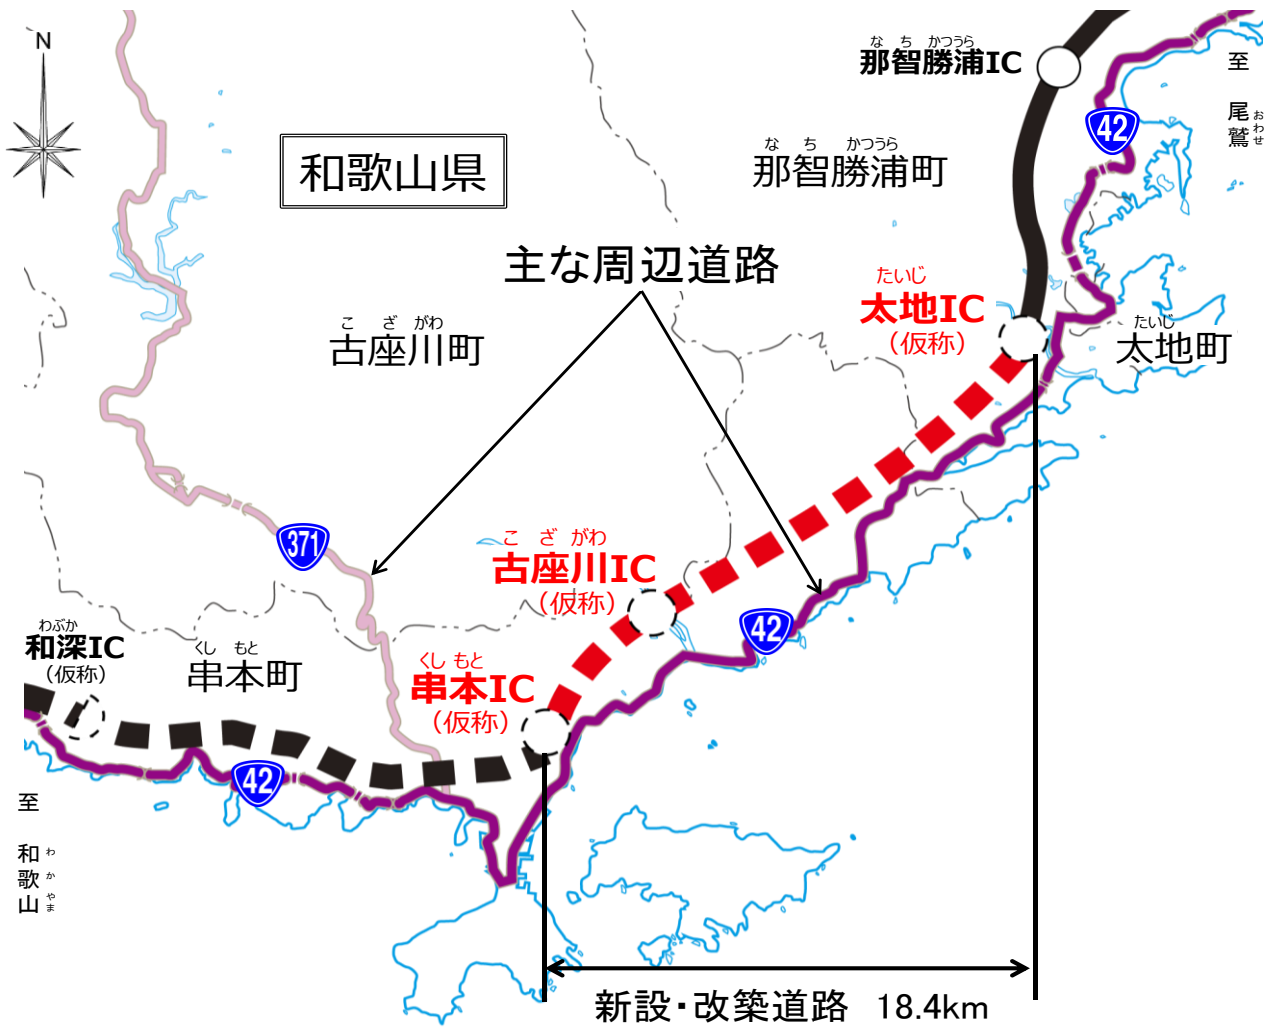 N
和歌山県
な ち かつうら
那智勝浦IC
至 尾鷲
おわせ
42
な ち かつうら
那智勝浦町
主な周辺道路
たいじ
太地IC
（仮称）
たいじ
太地町
こ ざ がわ
古座川町
371
こ ざ がわ
古座川IC
（仮称）
42
わぶか
和深IC
（仮称）
くし もと
串本町
くし もと
串本IC
（仮称）
42
至 和歌山
わ か やま
新設・改築道路 18.4km